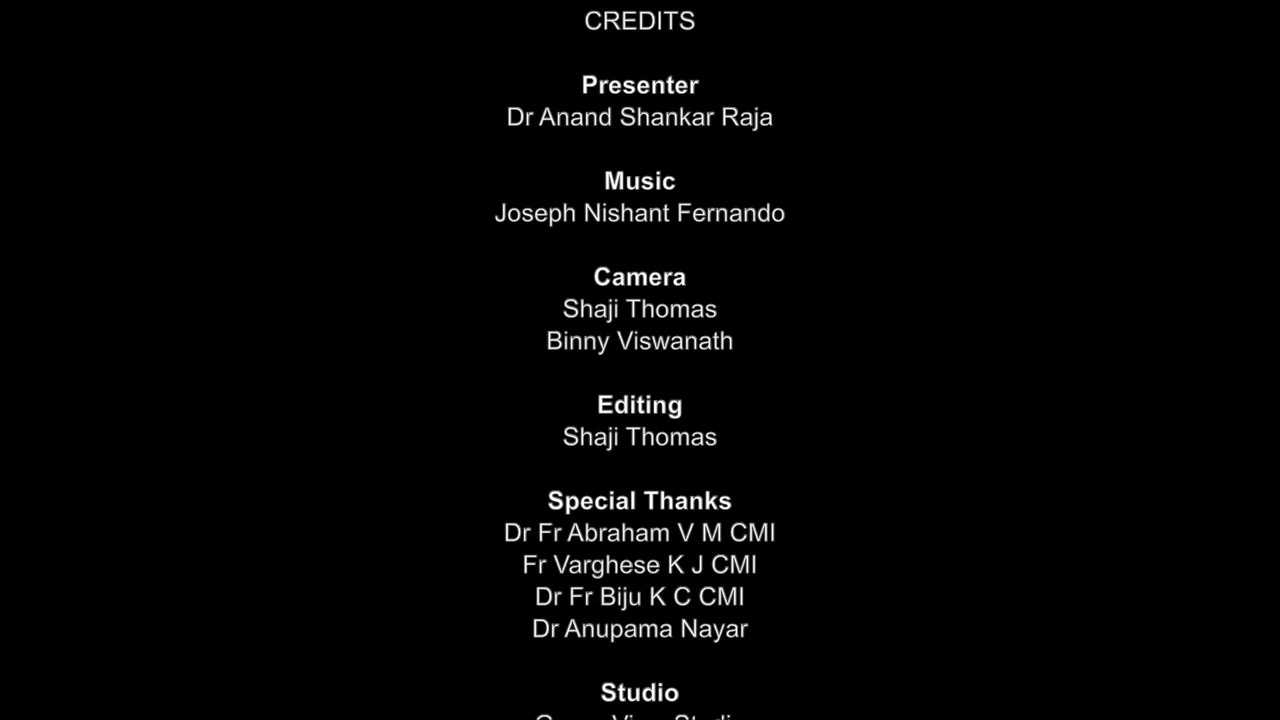 CREDITS
Presenter
Dr Anand Shankar Raja
Music
Joseph Nishant Fernando
Camera
Shaji Thomas
Binny Viswanath
Editing
Shaji Thomas
Special Thanks
Dr Fr Abraham V M CMI
Fr Varghese K J CMI
Dr Fr Biju K C CMI
Dr Anupama Nayar
Studio